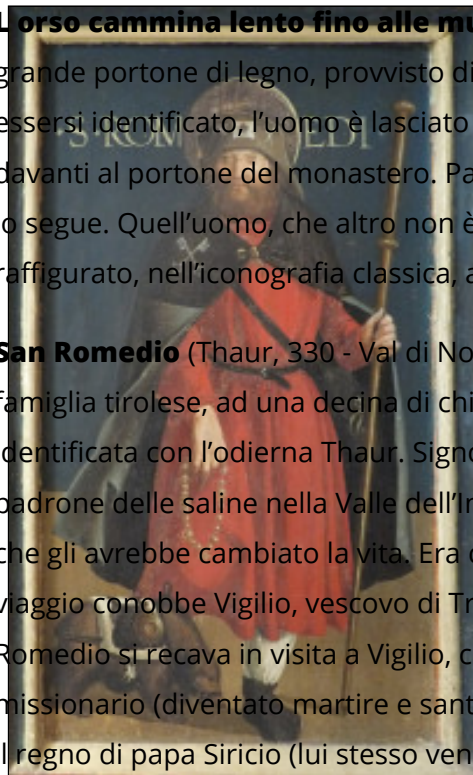 L'orso cammina lento fino alle mu
grande portone di legno, provvisto di
essersi identificato, l'uomo è lasciato
S ROM EDI
davanti al portone del monastero. Pa
o segue. Quell'uomo, che altro non è
raffigurato, nell'iconografia classica, a
San Romedio (Thaur, 330 - Val di No
famiglia tirolese, ad una decina di chi
dentificata con l'odierna Thaur. Signo
padrone delle saline nella Valle dell'In
che gli avrebbe cambiato la vita. Era
viaggio conobbe Vigilio, vescovo di Tr
Romedio si recava in visita a Vigilio, c
missionario (diventato martire e sant
l regno di papa Siricio (lui stesso ven